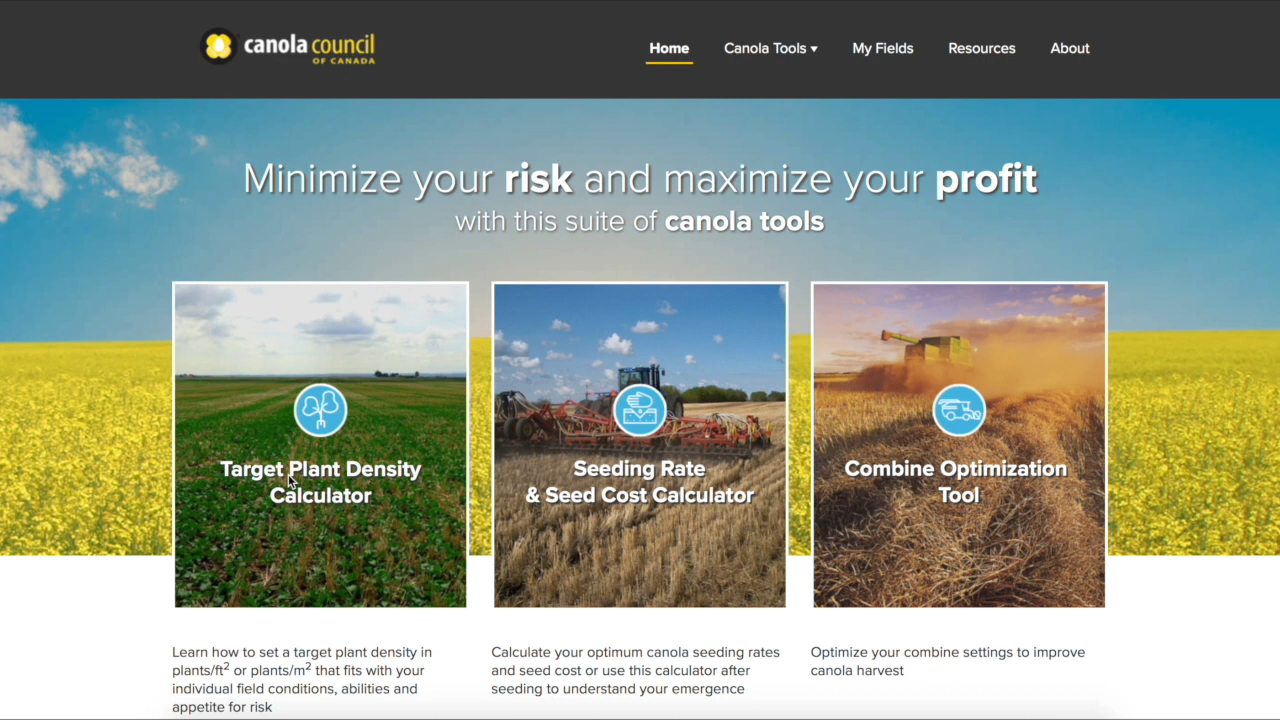 canola council
OF CANADA
Home Canola Tools ▾ My Fields Resources About
Minimize your risk and maximize your profit
with this suite of canola tools
Target Plant Density
Calculator
Seeding Rate
& Seed Cost Calculator
Combine Optimization
Tool
Learn how to set a target plant density in
plants/ft² or plants/m² that fits with your
individual field conditions, abilities and
appetite for risk
Calculate your optimum canola seeding rates
and seed cost or use this calculator after
seeding to understand your emergence
Optimize your combine settings to improve
canola harvest